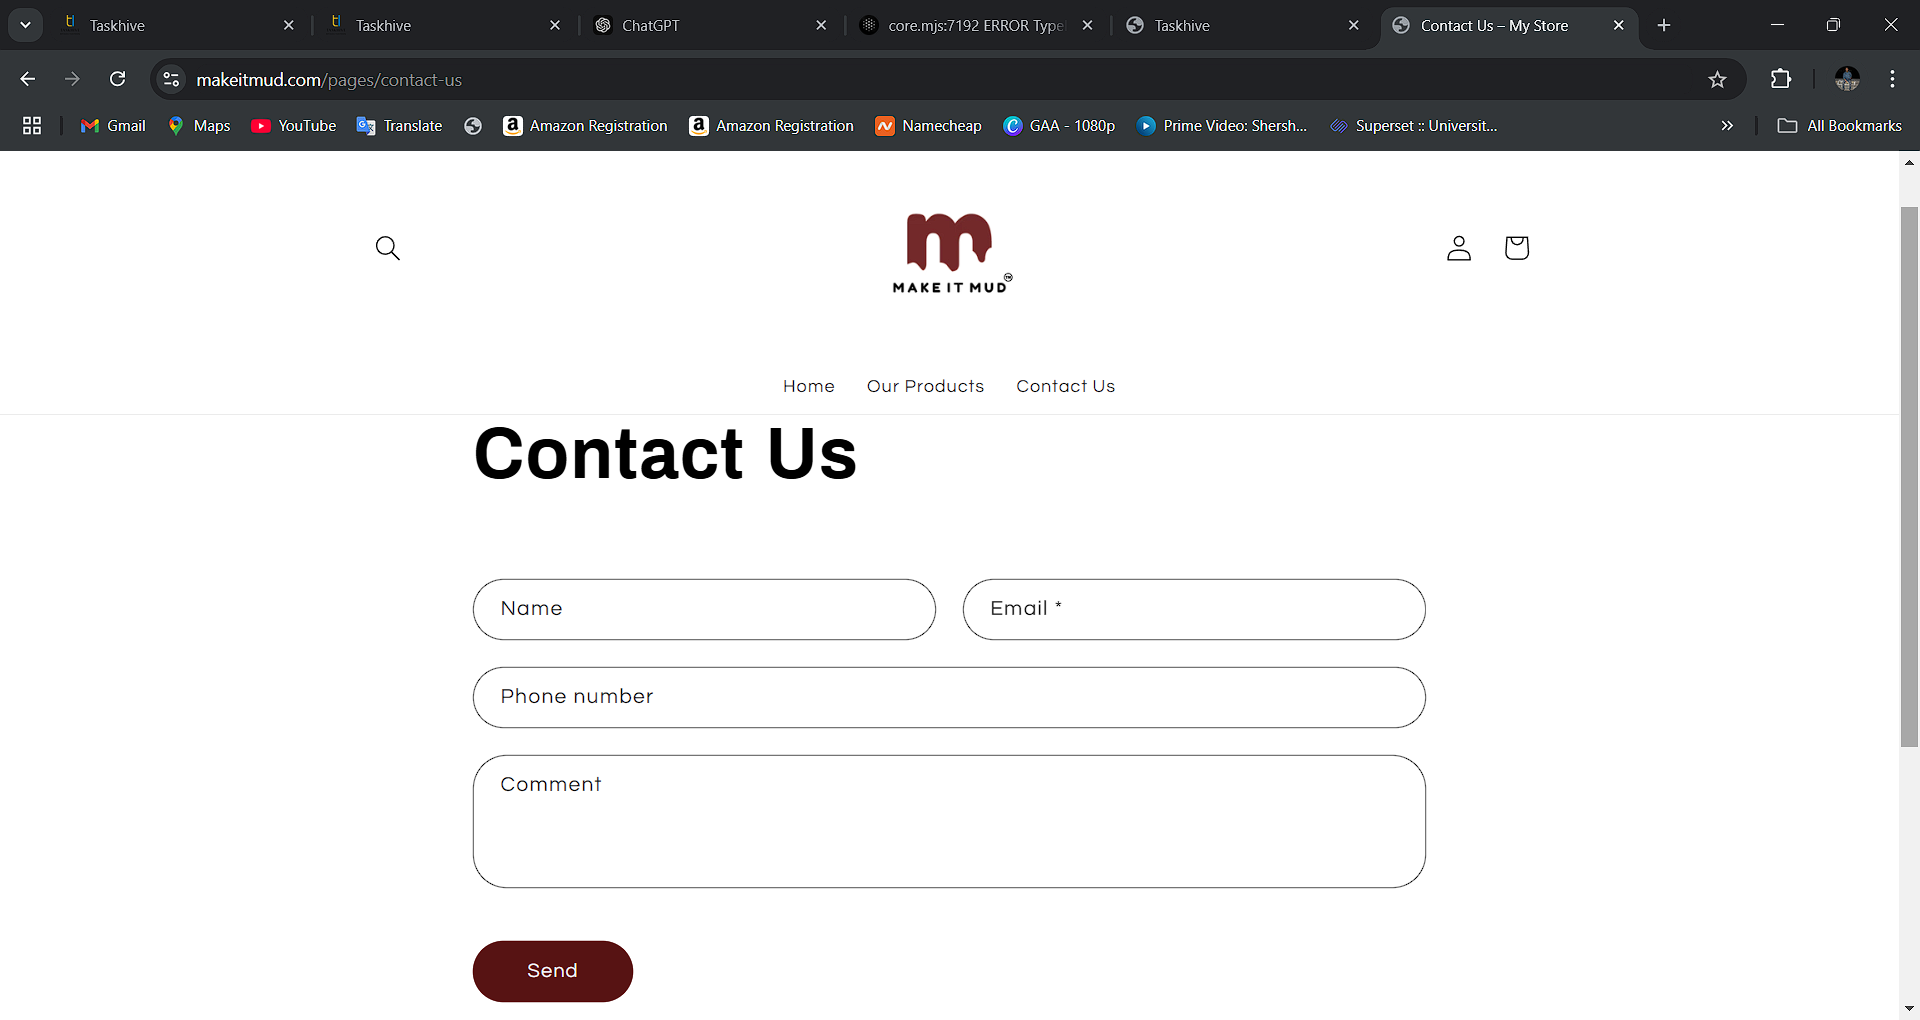 Taskhive
Taskhive
ChatGPT
core.mjs:7192 ERROR Type
Taskhive
Contact Us – My Store
makeitmud.com/pages/contact-us
Gmail
Maps
YouTube
Translate
Amazon Registration
Amazon Registration
Namecheap
GAA - 1080p
Prime Video: Shersh...
Superset :: Universit...
All Bookmarks
MAKE IT MUD
Home
Our Products
Contact Us
Contact Us
Name
Email *
Phone number
Comment
Send